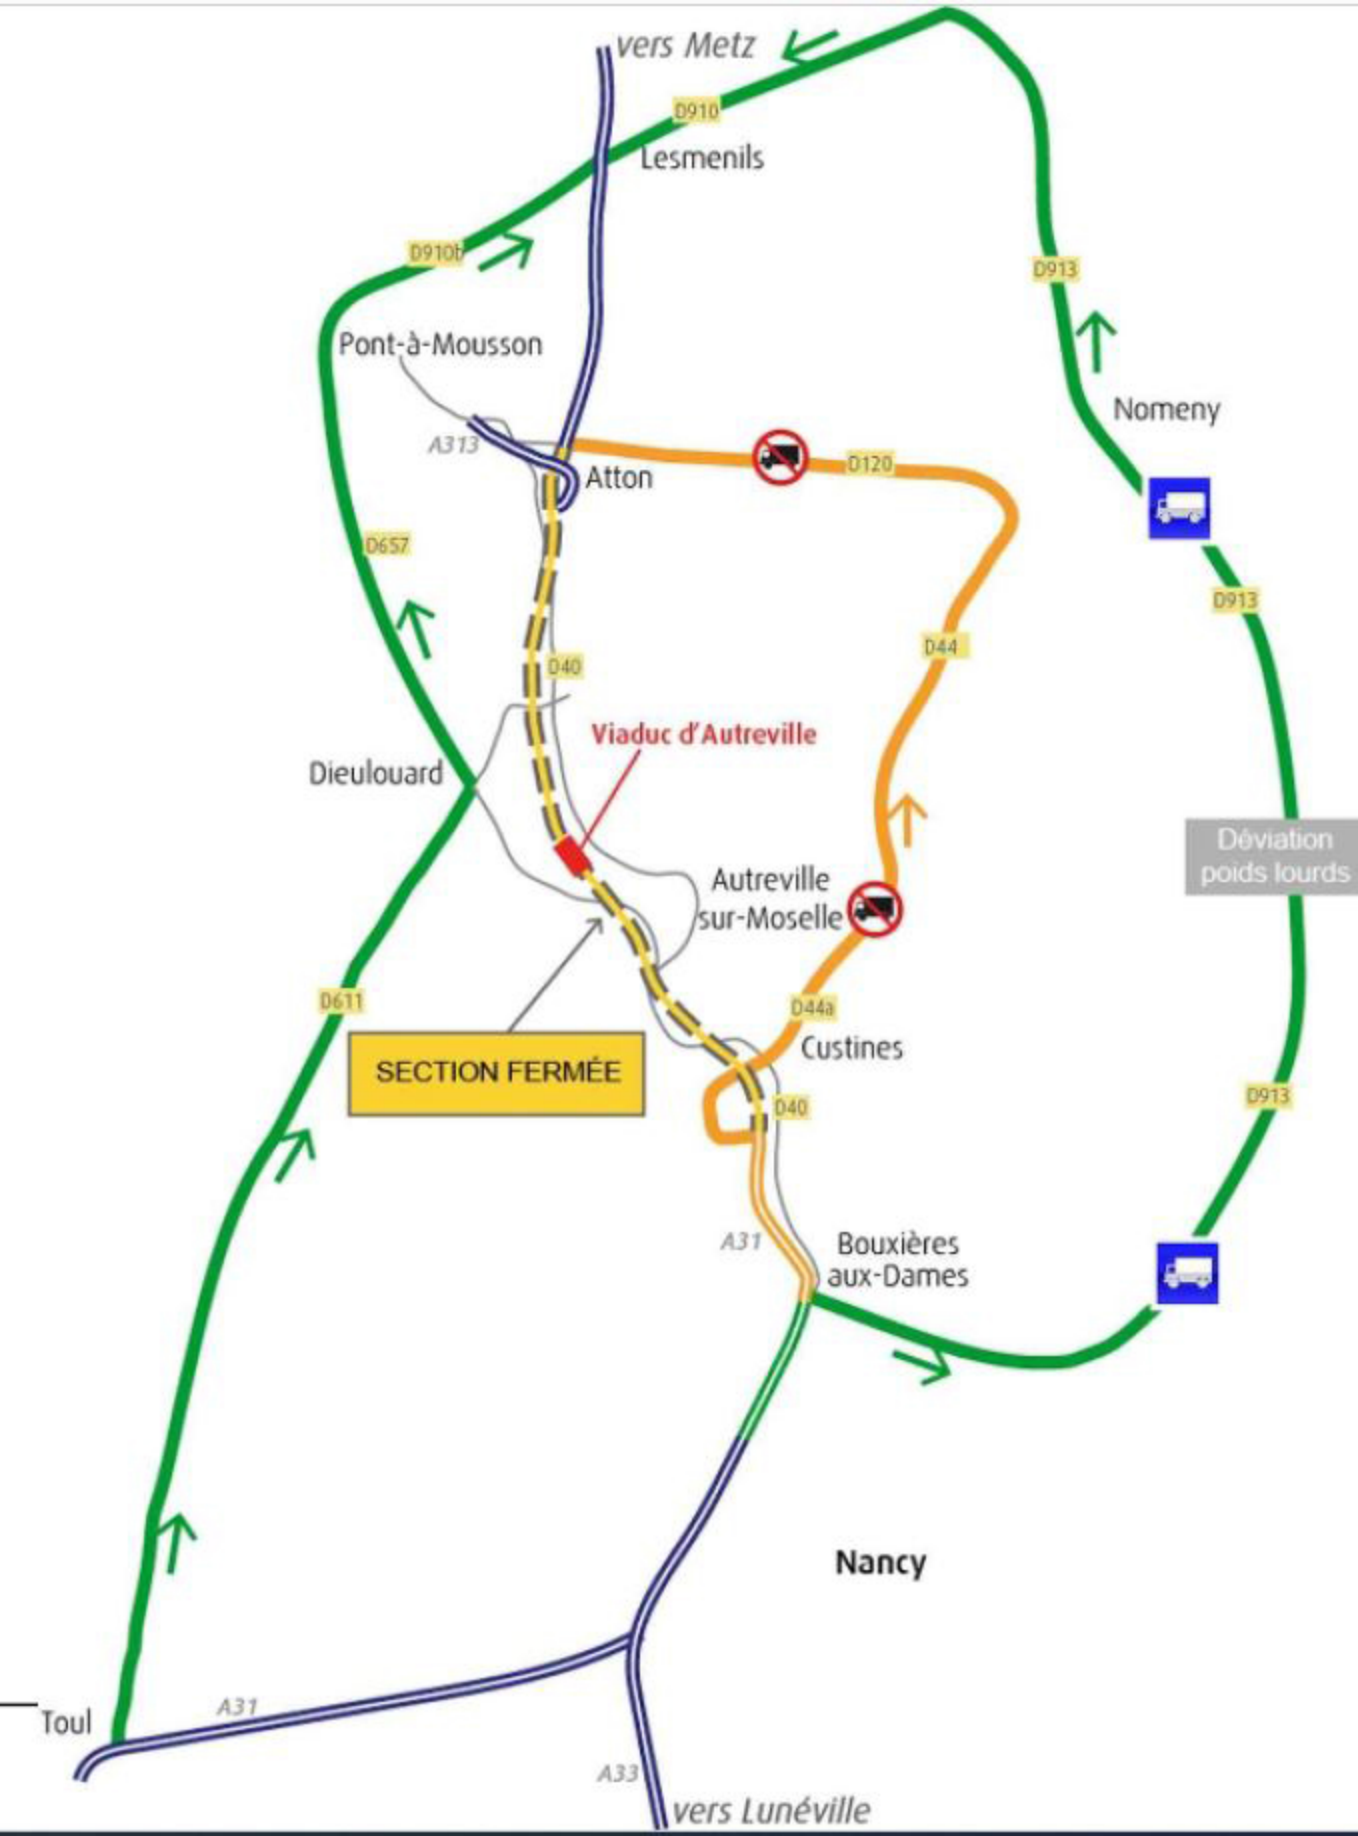 vers Metz
D910
Lesmenils
D910b
D913
Pont-à-Mousson
Nomeny
A313
D120
Atton
D657
D913
D44
D40
Viaduc d'Autreville
Dieulouard
Déviation
poids lourds
Autreville
sur-Moselle
D611
D44a
Custines
SECTION FERMÉE
D913
D40
A31
Bouxières
aux-Dames
Nancy
A31
Toul
A33
vers Lunéville